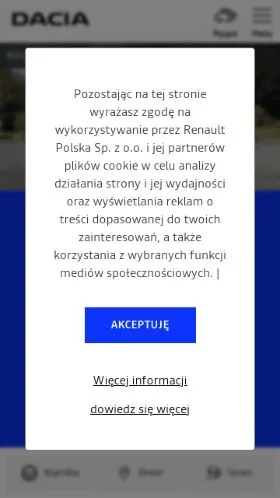 DACIA
Menu
Pozostając na tej stronie
wyrażasz zgodę na
wykorzystywanie przez Renault
Polska Sp. z o.o. i jej partnerów
plików cookie w celu analizy
działania strony i jej wydajności
oraz wyświetlania reklam o
treści dopasowanej do twoich
zainteresowań, a także
korzystania z wybranych funkcji
mediów społecznościowych. |
AKCEPTUJĘ
Więcej informacji
dowiedz się więcej